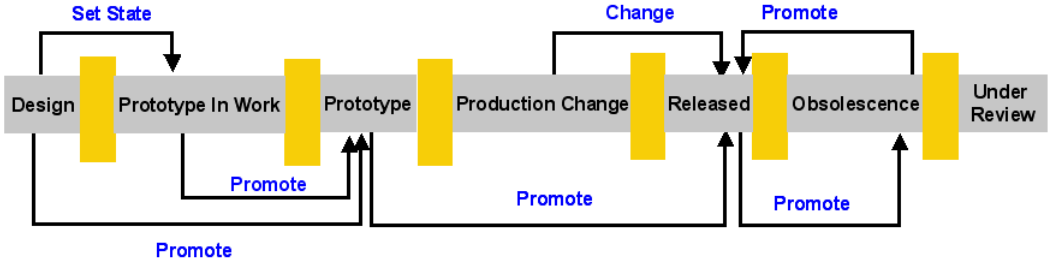 Set State
Change
Promote
Design
Prototype In Work
Prototype
Production Change
Released
Obsolescence
Under
Review
Promote
Promote
Promote
Promote